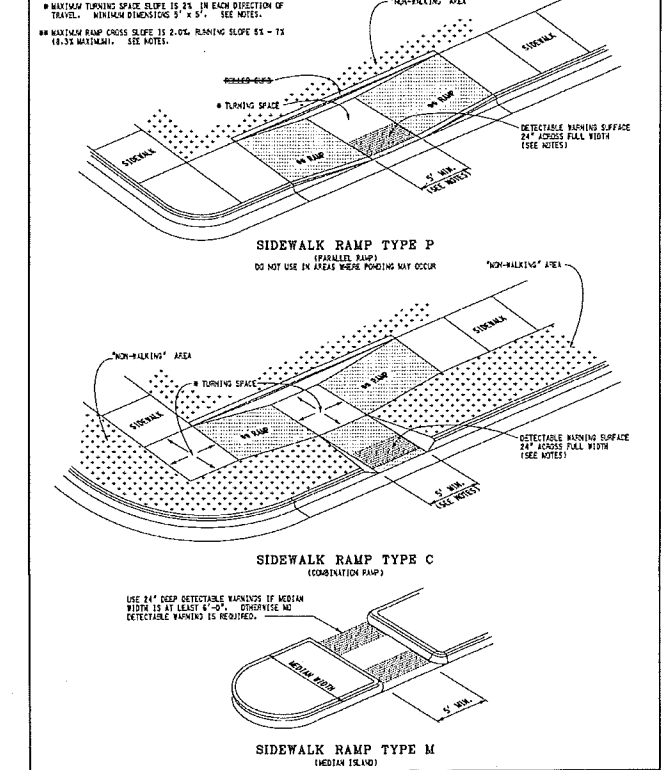 * MAXIMUM TURNING SPACE SLOPE IS 2% IN EACH DIRECTION OF
TRAVEL. MINIMUM DIMENSIONS 5' x 5'. SEE NOTES.
** MAXIMUM RAMP CROSS SLOPE IS 2.0%, RUNNING SLOPE 5% - 7%
(8.3% MAXIMUM). SEE NOTES.
"NON-WALKING" AREA
SIDEWALK
ROLLED CURB
* TURNING SPACE
** RAMP
DETECTABLE WARNING SURFACE
24" ACROSS FULL WIDTH
(SEE NOTES)
SIDEWALK
** RAMP
5' MIN.
(SEE NOTES)
SIDEWALK RAMP TYPE P
(PARALLEL RAMP)
DO NOT USE IN AREAS WHERE PONDING MAY OCCUR
"NON-WALKING" AREA
SIDEWALK
"NON-WALKING" AREA
* TURNING SPACE
** RAMP
SIDEWALK
** RAMP
DETECTABLE WARNING SURFACE
24" ACROSS FULL WIDTH
(SEE NOTES)
5' MIN.
(SEE NOTES)
SIDEWALK RAMP TYPE C
(COMBINATION RAMP)
USE 24" DEEP DETECTABLE WARNINGS IF MEDIAN
WIDTH IS AT LEAST 6'-0". OTHERWISE NO
DETECTABLE WARNING IS REQUIRED.
MEDIAN WIDTH
5' MIN.
SIDEWALK RAMP TYPE M
(MEDIAN ISLAND)